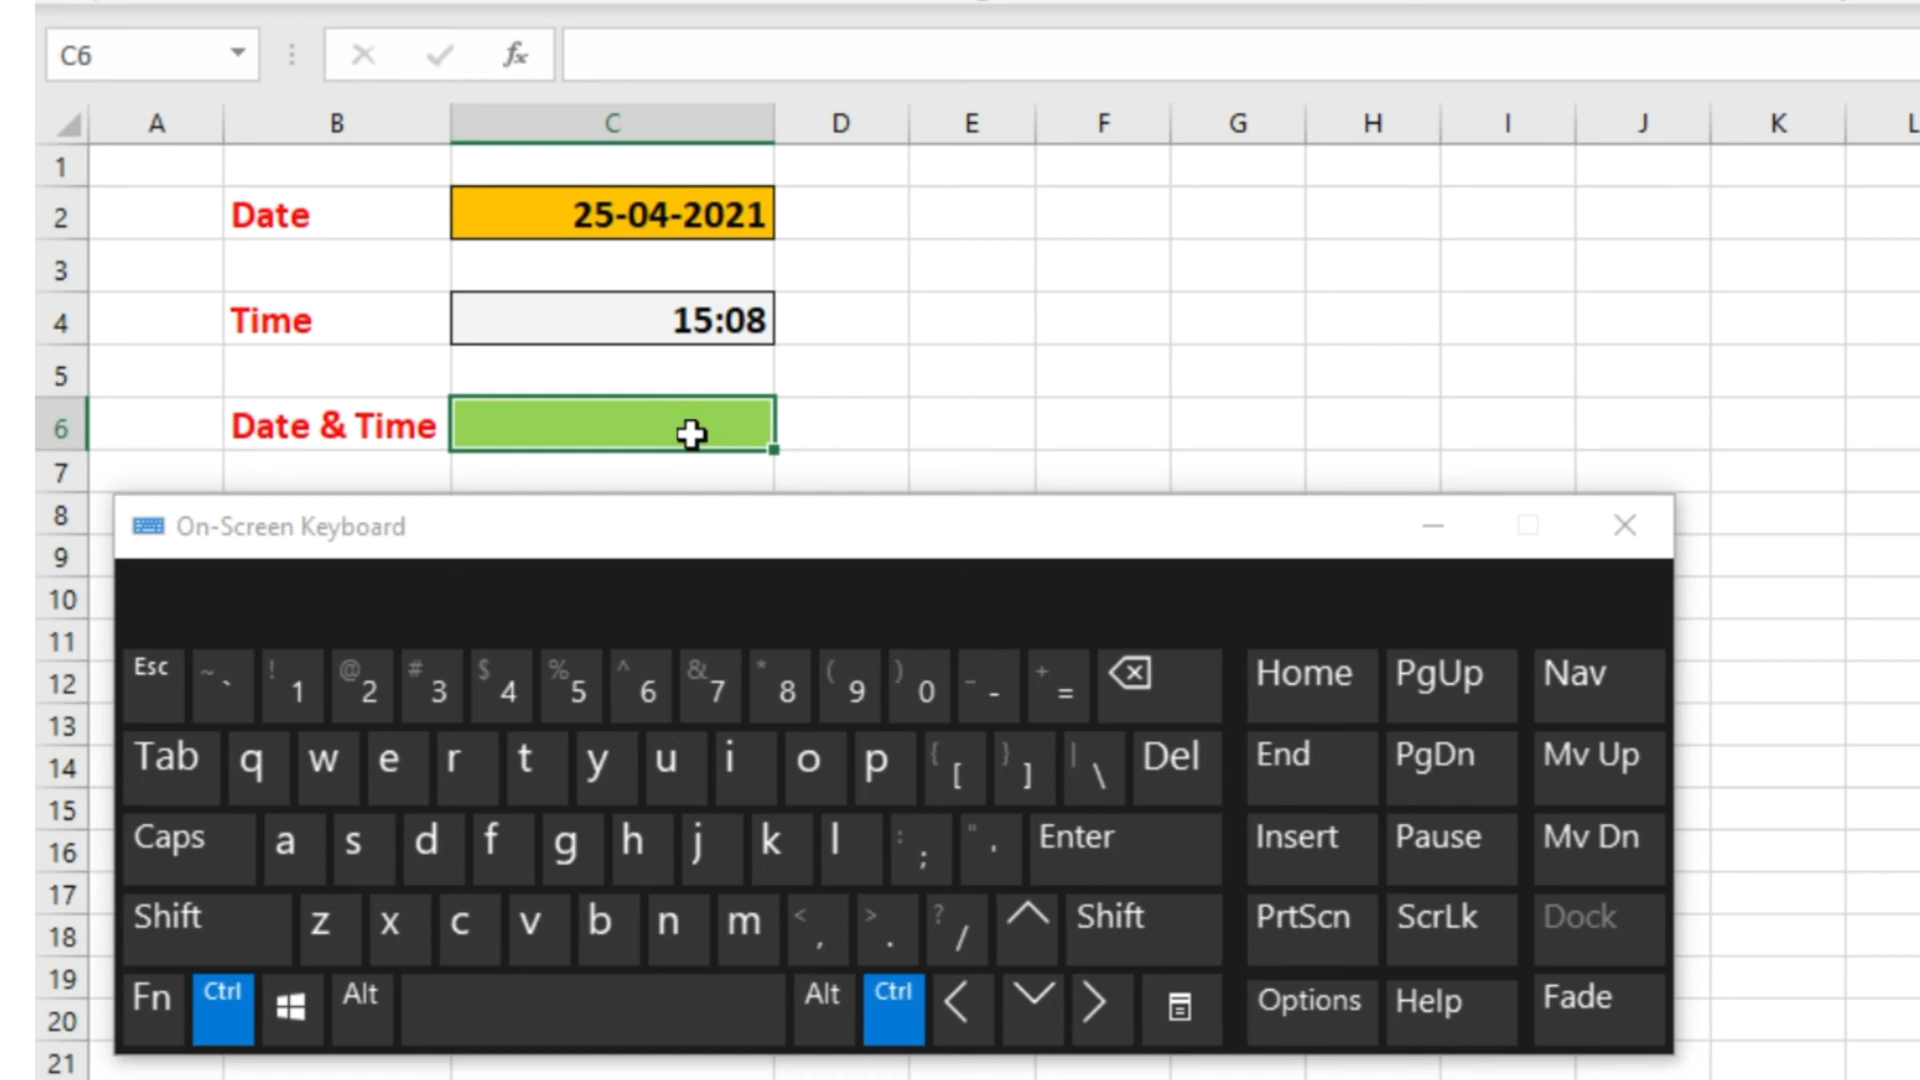 C6
fx
A B C D E F G H I J K L
1
2 Date 25-04-2021
3
4 Time 15:08
5
6 Date & Time
7
8
9
10
11
12
13
14
15
16
17
18
19
20
21
On-Screen Keyboard
Esc ~ ` ! 1 @ 2 # 3 $ 4 % 5 ^ 6 & 7 * 8 ( 9 ) 0 _ - + = Home PgUp Nav
Tab q w e r t y u i o p { [ } ] | \ Del End PgDn Mv Up
Caps a s d f g h j k l : ; " ' Enter Insert Pause Mv Dn
Shift z x c v b n m < , > . ? / Shift PrtScn ScrLk Dock
Fn Ctrl Alt Alt Ctrl Options Help Fade